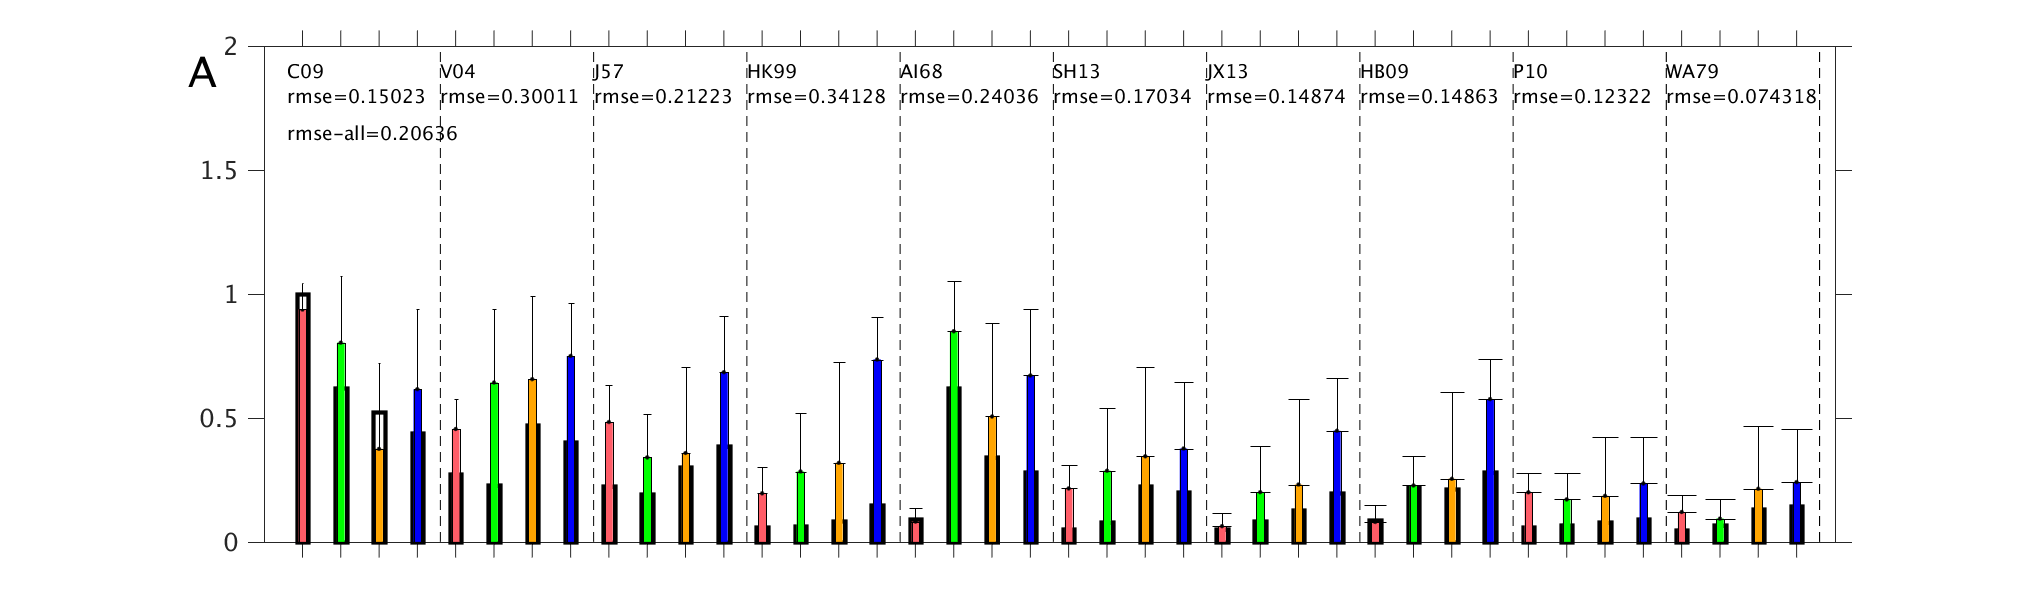 A
2
1.5
1
0.5
0
C09
rmse=0.15023
rmse-all=0.20636
V04
rmse=0.30011
J57
rmse=0.21223
HK99
rmse=0.34128
AI68
rmse=0.24036
SH13
rmse=0.17034
JX13
rmse=0.14874
HB09
rmse=0.14863
P10
rmse=0.12322
WA79
rmse=0.074318